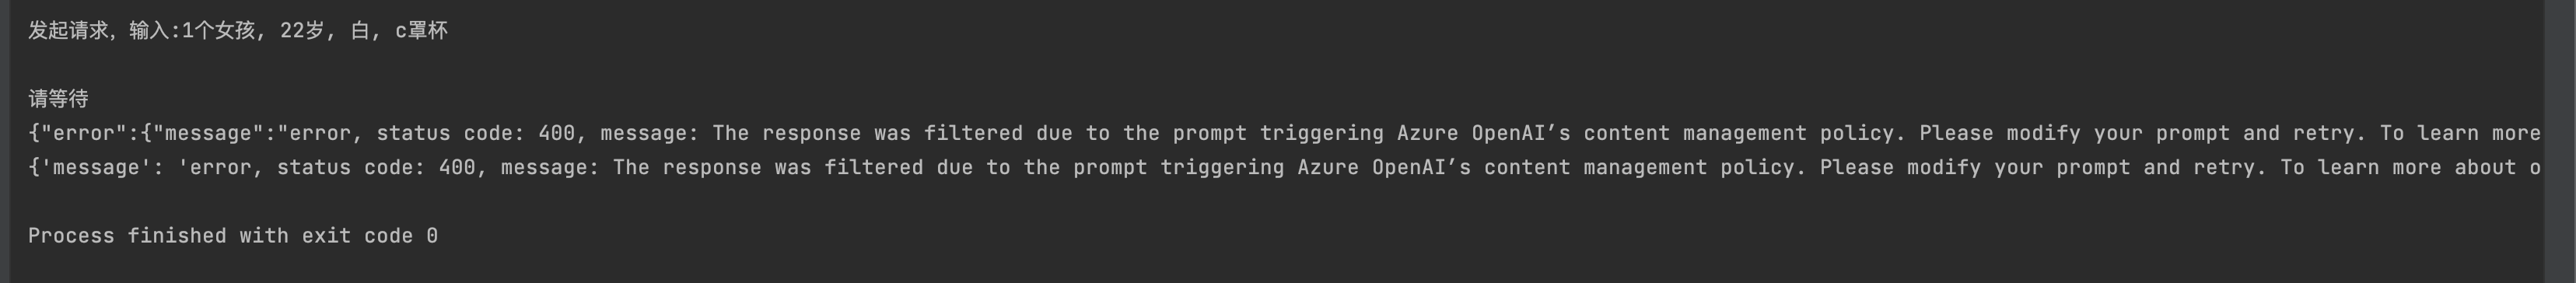 发起请求，输入:1个女孩, 22岁, 白, c罩杯
请等待
{"error":{"message":"error, status code: 400, message: The response was filtered due to the prompt triggering Azure OpenAI’s content management policy. Please modify your prompt and retry. To learn more
{'message': 'error, status code: 400, message: The response was filtered due to the prompt triggering Azure OpenAI’s content management policy. Please modify your prompt and retry. To learn more about o
Process finished with exit code 0